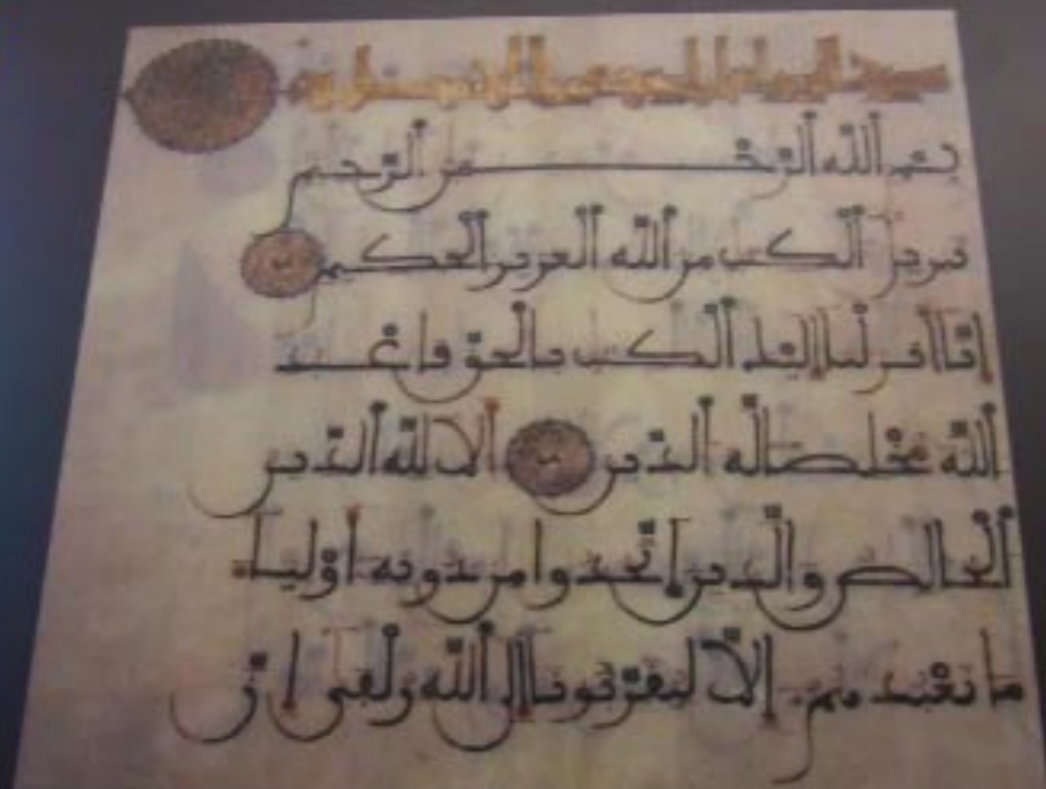 بسم الله الرحمن الرحيم
تنزيل الكتب من الله العزيز الحكيم
إنا أنزلنا إليك الكتب بالحق فاعبد
الله مخلصا له الدين ألا لله الدين
الخالص والذين اتخذوا من دونه أولياء
ما نعبدهم إلا ليقربونا إلى الله زلفى إن